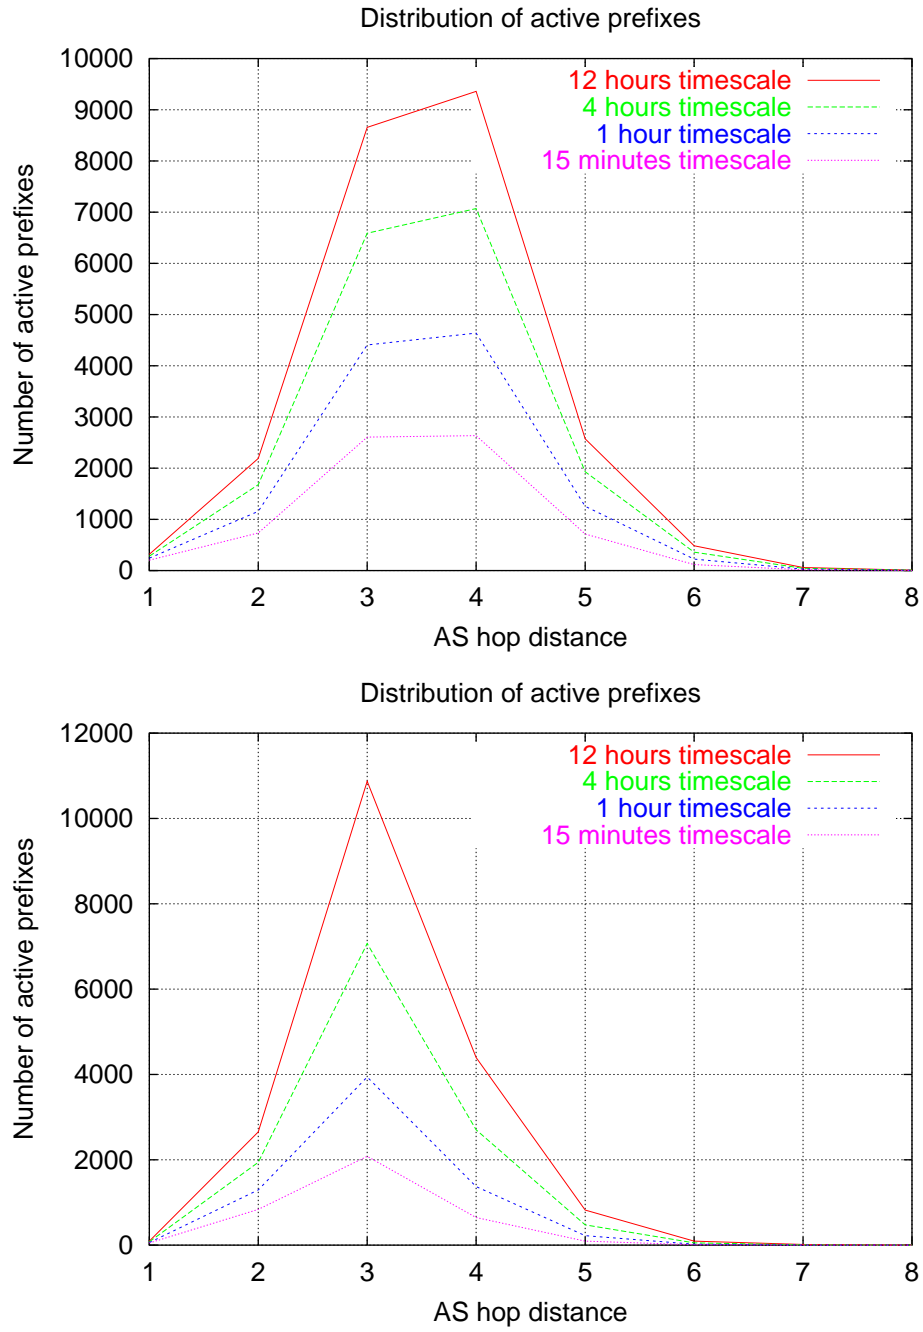 Distribution of active prefixes
10000
9000
8000
7000
6000
5000
4000
3000
2000
1000
0
Number of active prefixes
12 hours timescale
4 hours timescale
1 hour timescale
15 minutes timescale
1 2 3 4 5 6 7 8
AS hop distance
Distribution of active prefixes
12000
10000
8000
6000
4000
2000
0
Number of active prefixes
12 hours timescale
4 hours timescale
1 hour timescale
15 minutes timescale
1 2 3 4 5 6 7 8
AS hop distance